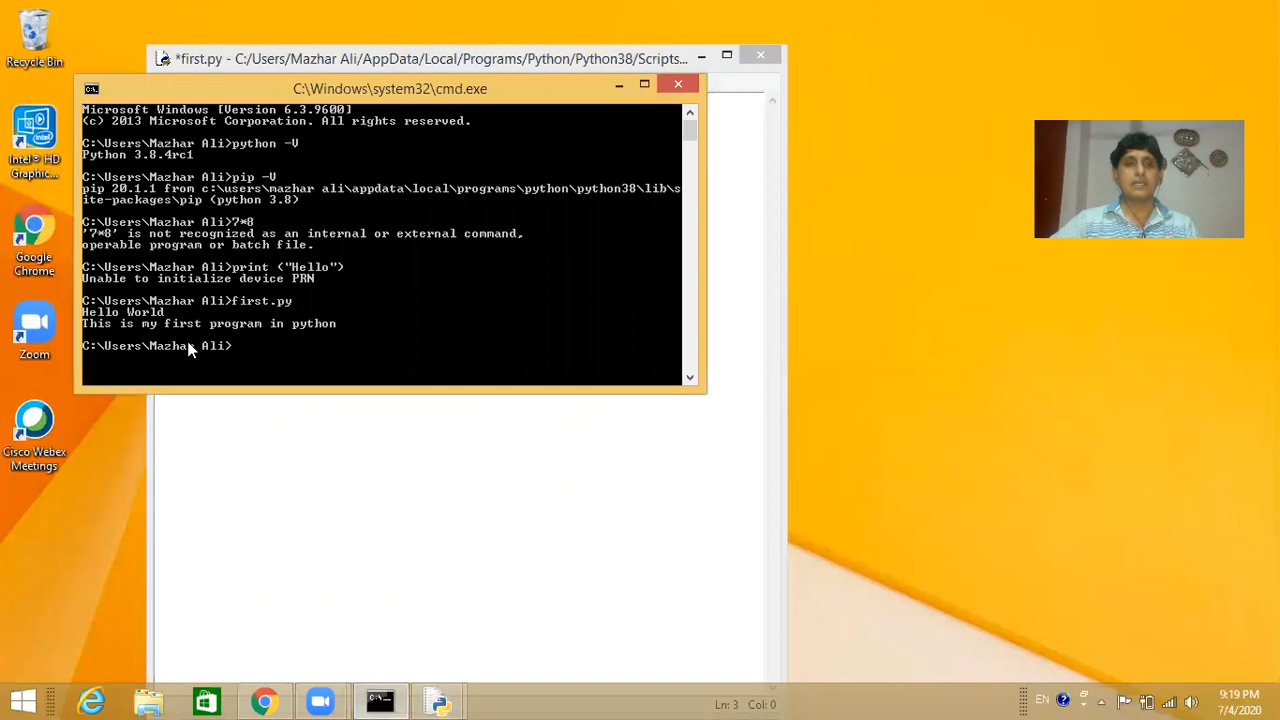 Recycle Bin
Intel® HD
Graphic...
Google
Chrome
Zoom
Cisco Webex
Meetings
*first.py - C:/Users/Mazhar Ali/AppData/Local/Programs/Python/Python38/Scripts...
C:\Windows\system32\cmd.exe
Microsoft Windows [Version 6.3.9600]
(c) 2013 Microsoft Corporation. All rights reserved.
C:\Users\Mazhar Ali>python -V
Python 3.8.4rc1
C:\Users\Mazhar Ali>pip -V
pip 20.1.1 from c:\users\mazhar ali\appdata\local\programs\python\python38\lib\s
ite-packages\pip (python 3.8)
C:\Users\Mazhar Ali>7*8
'7*8' is not recognized as an internal or external command,
operable program or batch file.
C:\Users\Mazhar Ali>print ("Hello")
Unable to initialize device PRN
C:\Users\Mazhar Ali>first.py
Hello World
This is my first program in python
C:\Users\Mazhar Ali>
Ln: 3 Col: 0
EN
9:19 PM
7/4/2020